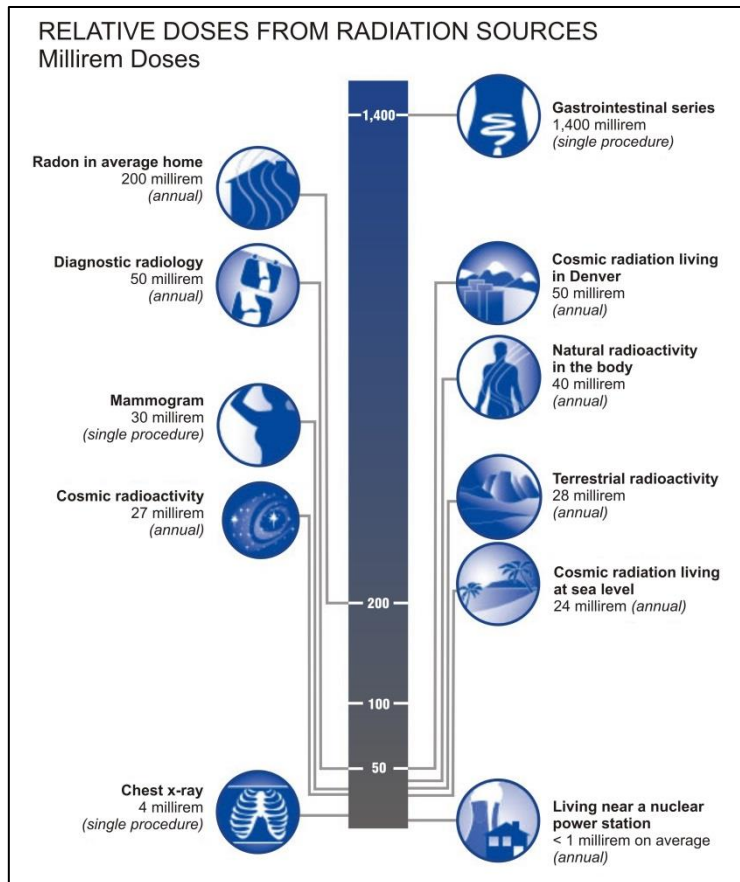 RELATIVE DOSES FROM RADIATION SOURCES
Millirem Doses
1,400
Gastrointestinal series
1,400 millirem
(single procedure)
Radon in average home
200 millirem
(annual)
Diagnostic radiology
50 millirem
(annual)
Cosmic radiation living
in Denver
50 millirem
(annual)
Natural radioactivity
in the body
40 millirem
(annual)
Mammogram
30 millirem
(single procedure)
Terrestrial radioactivity
28 millirem
(annual)
Cosmic radioactivity
27 millirem
(annual)
Cosmic radiation living
at sea level
24 millirem (annual)
200
100
50
Chest x-ray
4 millirem
(single procedure)
Living near a nuclear
power station
< 1 millirem on average
(annual)